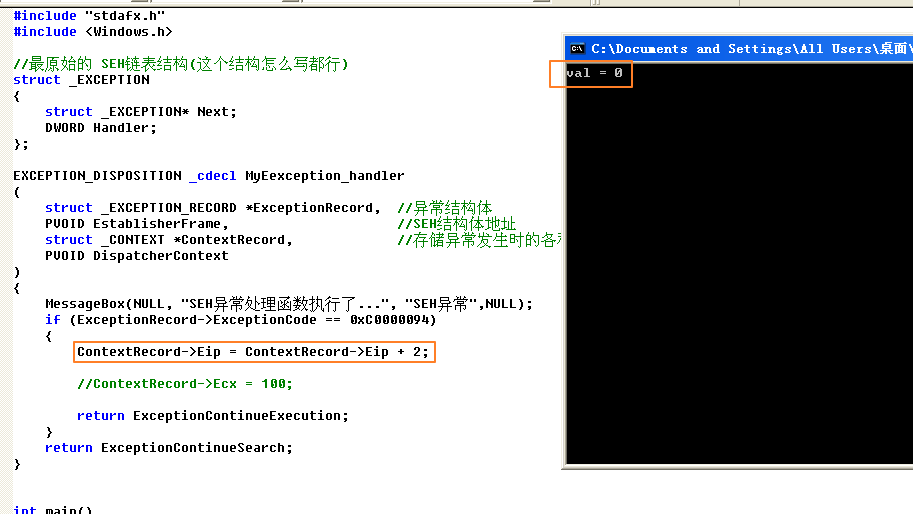 #include "stdafx.h"
#include <Windows.h>
//最原始的 SEH链表结构(这个结构怎么写都行)
struct _EXCEPTION
{
struct _EXCEPTION* Next;
DWORD Handler;
};
EXCEPTION_DISPOSITION _cdecl MyEexception_handler
(
struct _EXCEPTION_RECORD *ExceptionRecord, //异常结构体
PVOID EstablisherFrame, //SEH结构体地址
struct _CONTEXT *ContextRecord, //存储异常发生时的各
PVOID DispatcherContext
)
{
MessageBox(NULL, "SEH异常处理函数执行了...", "SEH异常",NULL);
if (ExceptionRecord->ExceptionCode == 0xC0000094)
{
ContextRecord->Eip = ContextRecord->Eip + 2;
//ContextRecord->Ecx = 100;
return ExceptionContinueExecution;
}
return ExceptionContinueSearch;
}
int main()
C:\Documents and Settings\All Users\桌面\
val = 0